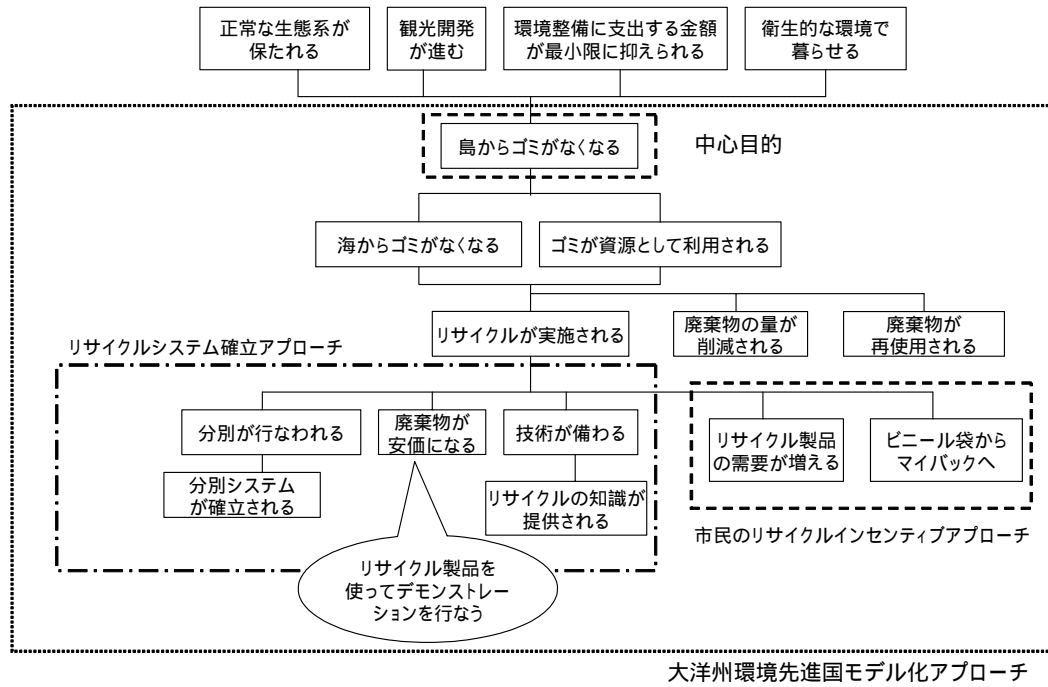 正常な生態系が
保たれる
観光開発
が進む
環境整備に支出する金額
が最小限に抑えられる
衛生的な環境で
暮らせる
島からゴミがなくなる
中心目的
海からゴミがなくなる
ゴミが資源として利用される
リサイクルが実施される
廃棄物の量が
削減される
廃棄物が
再使用される
リサイクルシステム確立アプローチ
分別が行なわれる
廃棄物が
安価になる
技術が備わる
リサイクル製品
の需要が増える
ビニール袋から
マイバックへ
分別システム
が確立される
リサイクルの知識が
提供される
市民のリサイクルインセンティブアプローチ
リサイクル製品を
使ってデモンストレー
ションを行なう
大洋州環境先進国モデル化アプローチ